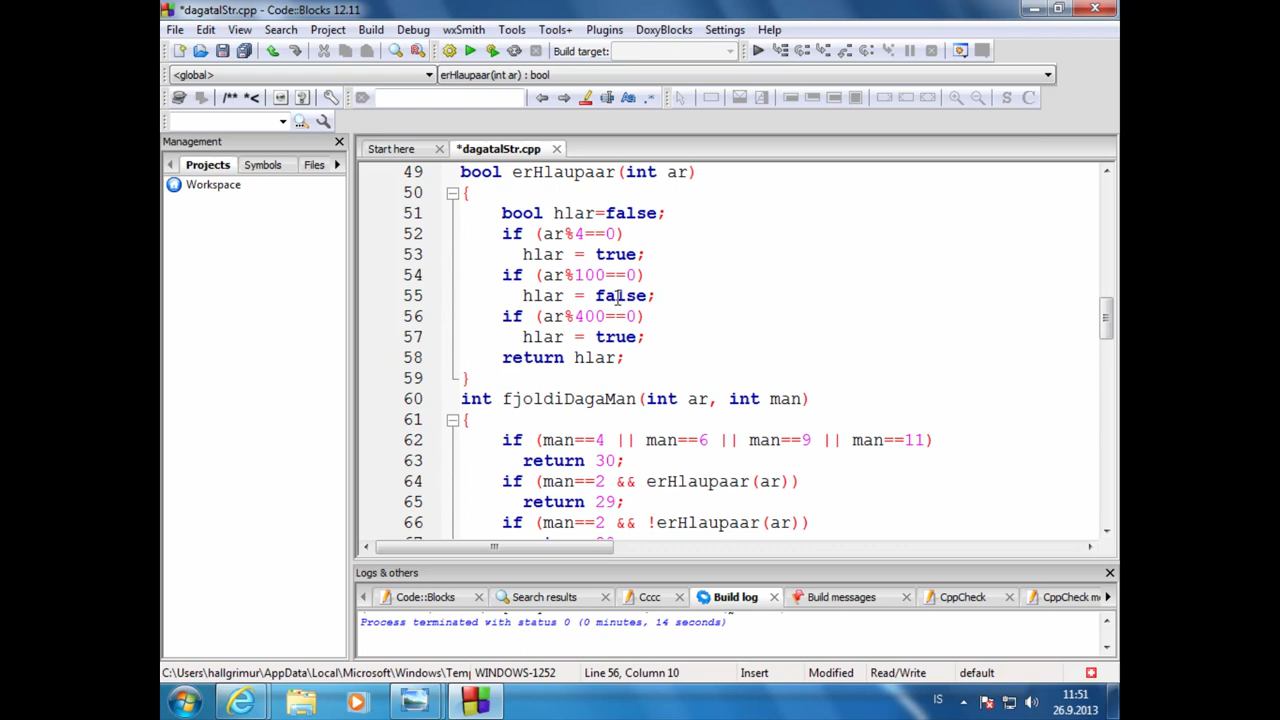 *dagatalStr.cpp - Code::Blocks 12.11
File Edit View Search Project Build Debug wxSmith Tools Tools+ Plugins DoxyBlocks Settings Help
Build target:
<global> erHlaupaar(int ar) : bool
/** *<
Management
Start here *dagatalStr.cpp
Projects Symbols Files
Workspace
49 bool erHlaupaar(int ar)
50 {
51 bool hlar=false;
52 if (ar%4==0)
53 hlar = true;
54 if (ar%100==0)
55 hlar = false;
56 if (ar%400==0)
57 hlar = true;
58 return hlar;
59 }
60 int fjoldiDagaMan(int ar, int man)
61 {
62 if (man==4 || man==6 || man==9 || man==11)
63 return 30;
64 if (man==2 && erHlaupaar(ar))
65 return 29;
66 if (man==2 && !erHlaupaar(ar))
Logs & others
Code::Blocks Search results Cccc Build log Build messages CppCheck CppCheck m
Process terminated with status 0 (0 minutes, 14 seconds)
C:\Users\hallgrimur\AppData\Local\Microsoft\Windows\Tem WINDOWS-1252 Line 56, Column 10 Insert Modified Read/Write default
IS 11:51
26.9.2013